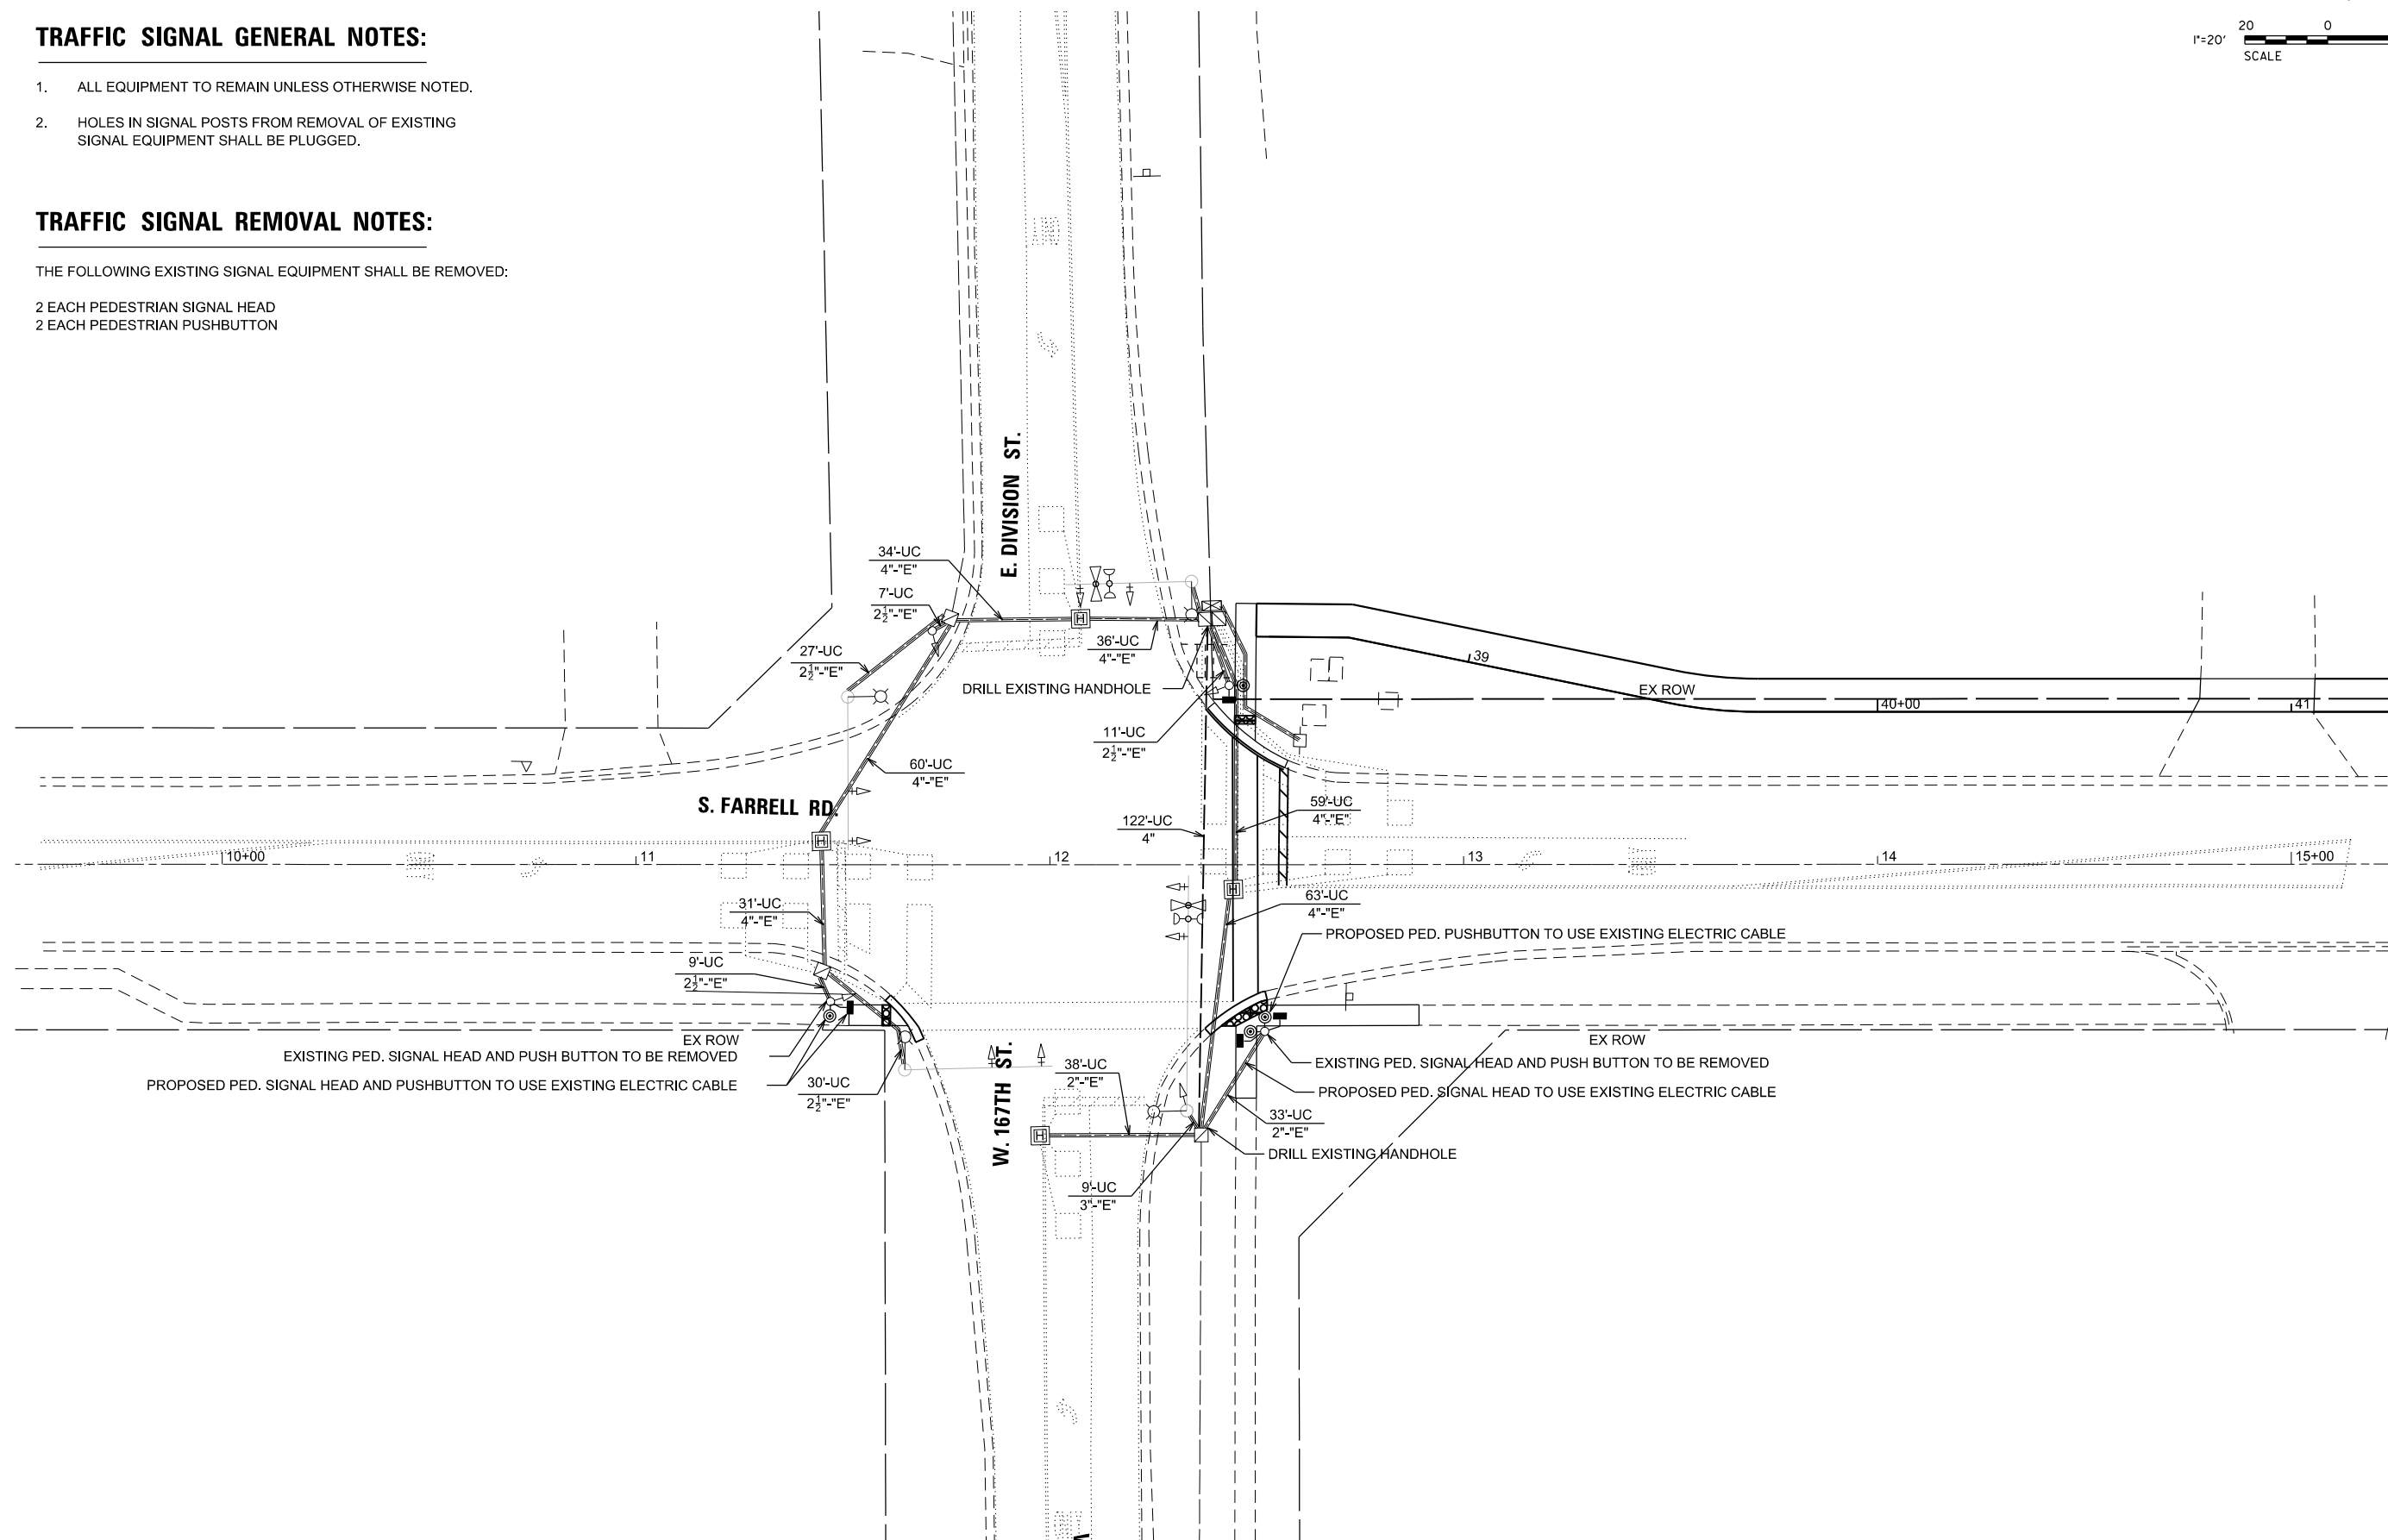 TRAFFIC SIGNAL GENERAL NOTES:
1. ALL EQUIPMENT TO REMAIN UNLESS OTHERWISE NOTED.
2. HOLES IN SIGNAL POSTS FROM REMOVAL OF EXISTING
SIGNAL EQUIPMENT SHALL BE PLUGGED.
TRAFFIC SIGNAL REMOVAL NOTES:
THE FOLLOWING EXISTING SIGNAL EQUIPMENT SHALL BE REMOVED:
2 EACH PEDESTRIAN SIGNAL HEAD
2 EACH PEDESTRIAN PUSHBUTTON
20 0
1"=20'
SCALE
E. DIVISION ST.
34'-UC
4"-"E"
7'-UC
2½"-"E"
27'-UC
2½"-"E"
H
36'-UC
4"-"E"
DRILL EXISTING HANDHOLE
39
EX ROW
40+00
41
11'-UC
2½"-"E"
60'-UC
4"-"E"
S. FARRELL RD.
H
122'-UC
4"
59'-UC
4"-"E"
10+00
11
12
13
14
15+00
H
31'-UC
4"-"E"
63'-UC
4"-"E"
PROPOSED PED. PUSHBUTTON TO USE EXISTING ELECTRIC CABLE
9'-UC
2½"-"E"
EX ROW
EX ROW
EXISTING PED. SIGNAL HEAD AND PUSH BUTTON TO BE REMOVED
EXISTING PED. SIGNAL HEAD AND PUSH BUTTON TO BE REMOVED
PROPOSED PED. SIGNAL HEAD AND PUSHBUTTON TO USE EXISTING ELECTRIC CABLE
PROPOSED PED. SIGNAL HEAD TO USE EXISTING ELECTRIC CABLE
30'-UC
2½"-"E"
W. 167TH ST.
38'-UC
2"-"E"
33'-UC
2"-"E"
H
DRILL EXISTING HANDHOLE
9'-UC
3"-"E"